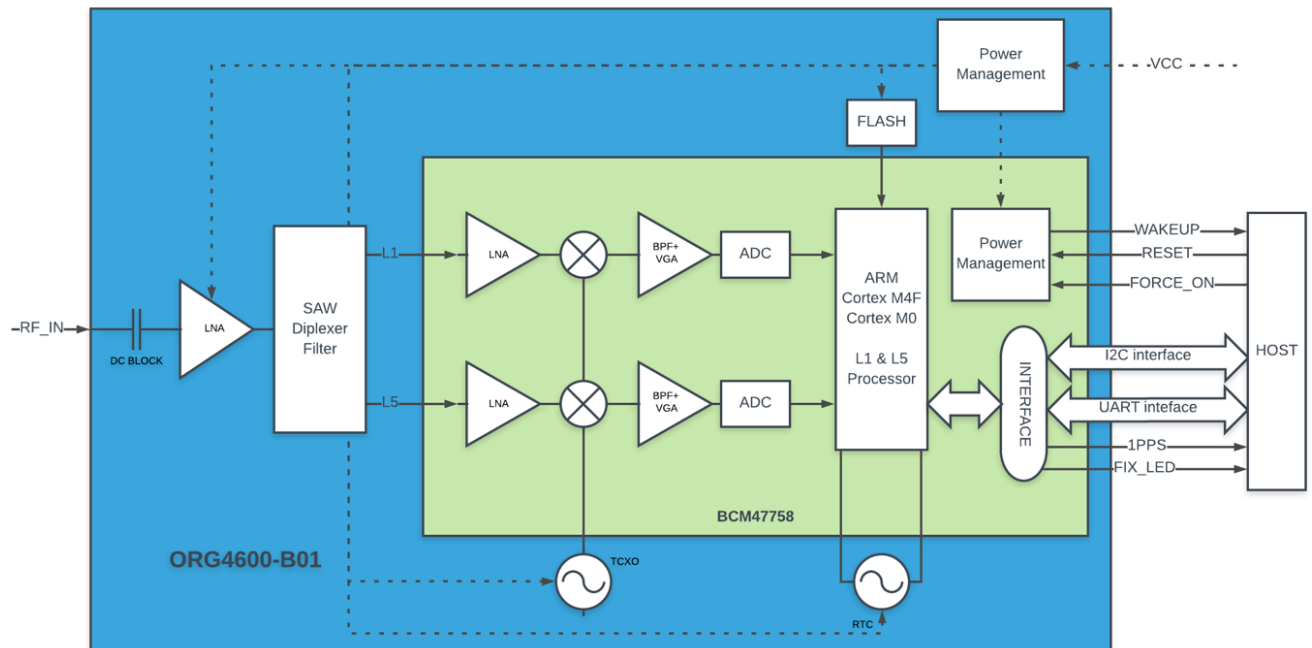 Power
Management
VCC
FLASH
L1
LNA
BPF+
VGA
ADC
ARM
Cortex M4F
Cortex M0
L1 & L5
Processor
Power
Management
WAKEUP
RESET
FORCE_ON
RF_IN
DC BLOCK
LNA
SAW
Diplexer
Filter
L5
LNA
BPF+
VGA
ADC
INTERFACE
I2C interface
UART inteface
1PPS
FIX_LED
HOST
BCM47758
ORG4600-B01
TCXO
RTC